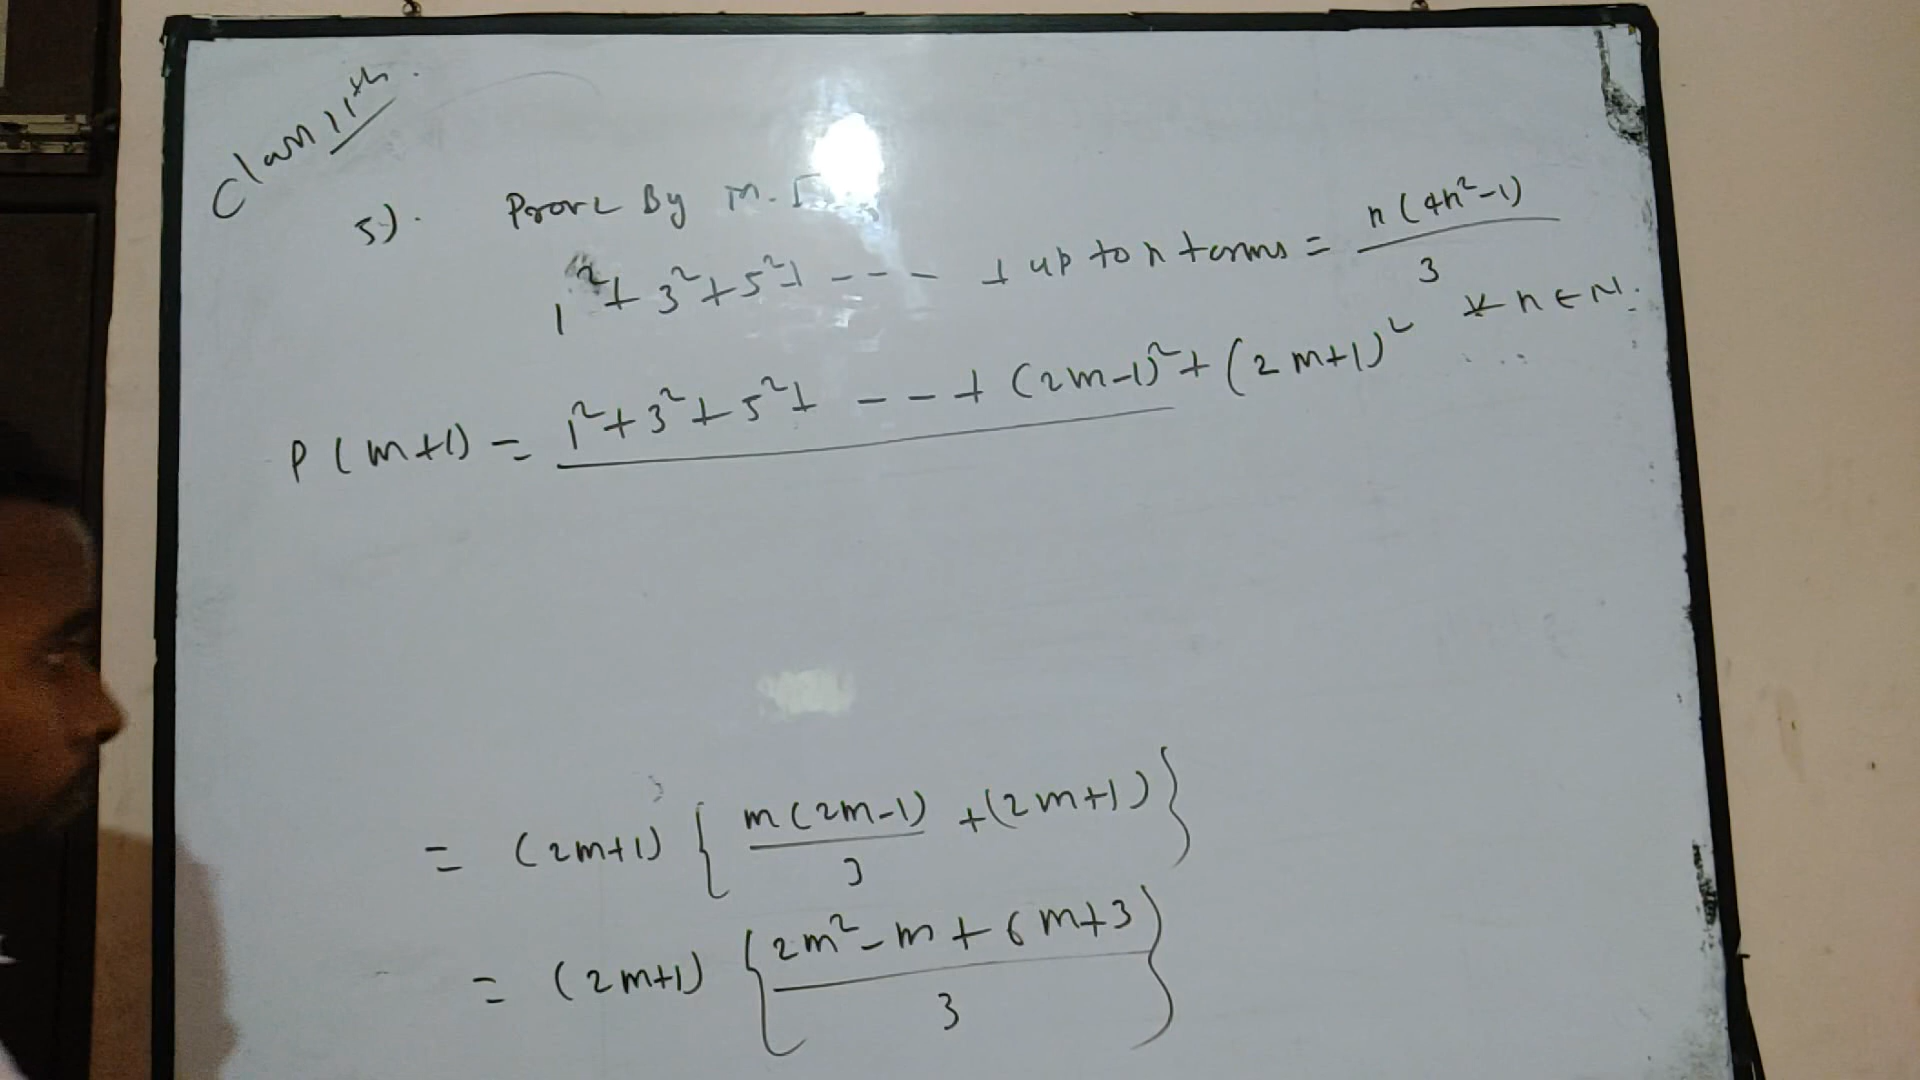 Class 11th.
5). Prove By M.I
1²+3²+5²+ --- + up to n terms = n(4n²-1)/3
∀ n ∈ N.
P(m+1) = 1²+3²+5²+ --- + (2m-1)²+(2m+1)²
= (2m+1) { m(2m-1)/3 +(2m+1) }
= (2m+1) { 2m²-m+6m+3/3 }